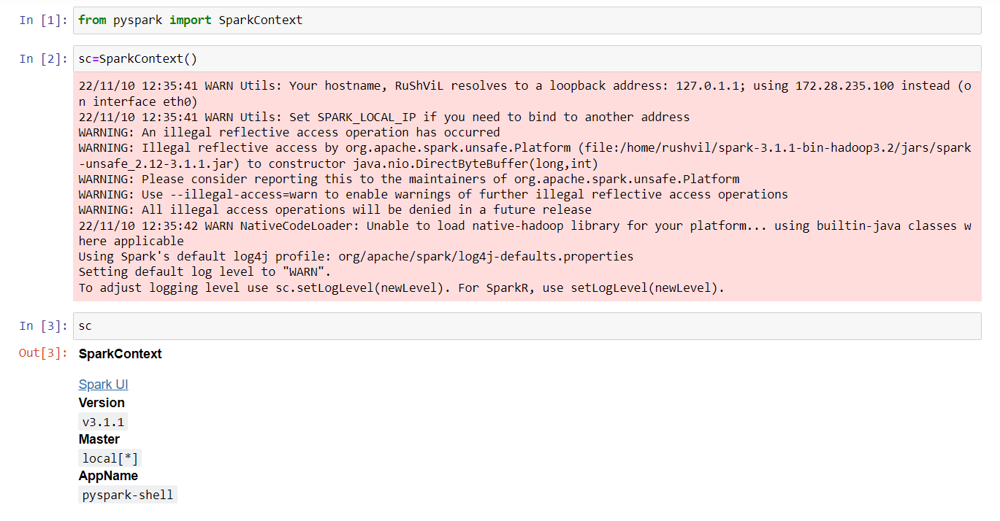 In [1]: from pyspark import SparkContext
In [2]: sc=SparkContext()
22/11/10 12:35:41 WARN Utils: Your hostname, RuShViL resolves to a loopback address: 127.0.1.1; using 172.28.235.100 instead (o
n interface eth0)
22/11/10 12:35:41 WARN Utils: Set SPARK_LOCAL_IP if you need to bind to another address
WARNING: An illegal reflective access operation has occurred
WARNING: Illegal reflective access by org.apache.spark.unsafe.Platform (file:/home/rushvil/spark-3.1.1-bin-hadoop3.2/jars/spark
-unsafe_2.12-3.1.1.jar) to constructor java.nio.DirectByteBuffer(long,int)
WARNING: Please consider reporting this to the maintainers of org.apache.spark.unsafe.Platform
WARNING: Use --illegal-access=warn to enable warnings of further illegal reflective access operations
WARNING: All illegal access operations will be denied in a future release
22/11/10 12:35:42 WARN NativeCodeLoader: Unable to load native-hadoop library for your platform... using builtin-java classes w
here applicable
Using Spark's default log4j profile: org/apache/spark/log4j-defaults.properties
Setting default log level to "WARN".
To adjust logging level use sc.setLogLevel(newLevel). For SparkR, use setLogLevel(newLevel).
In [3]: sc
Out[3]: SparkContext
Spark UI
Version
v3.1.1
Master
local[*]
AppName
pyspark-shell